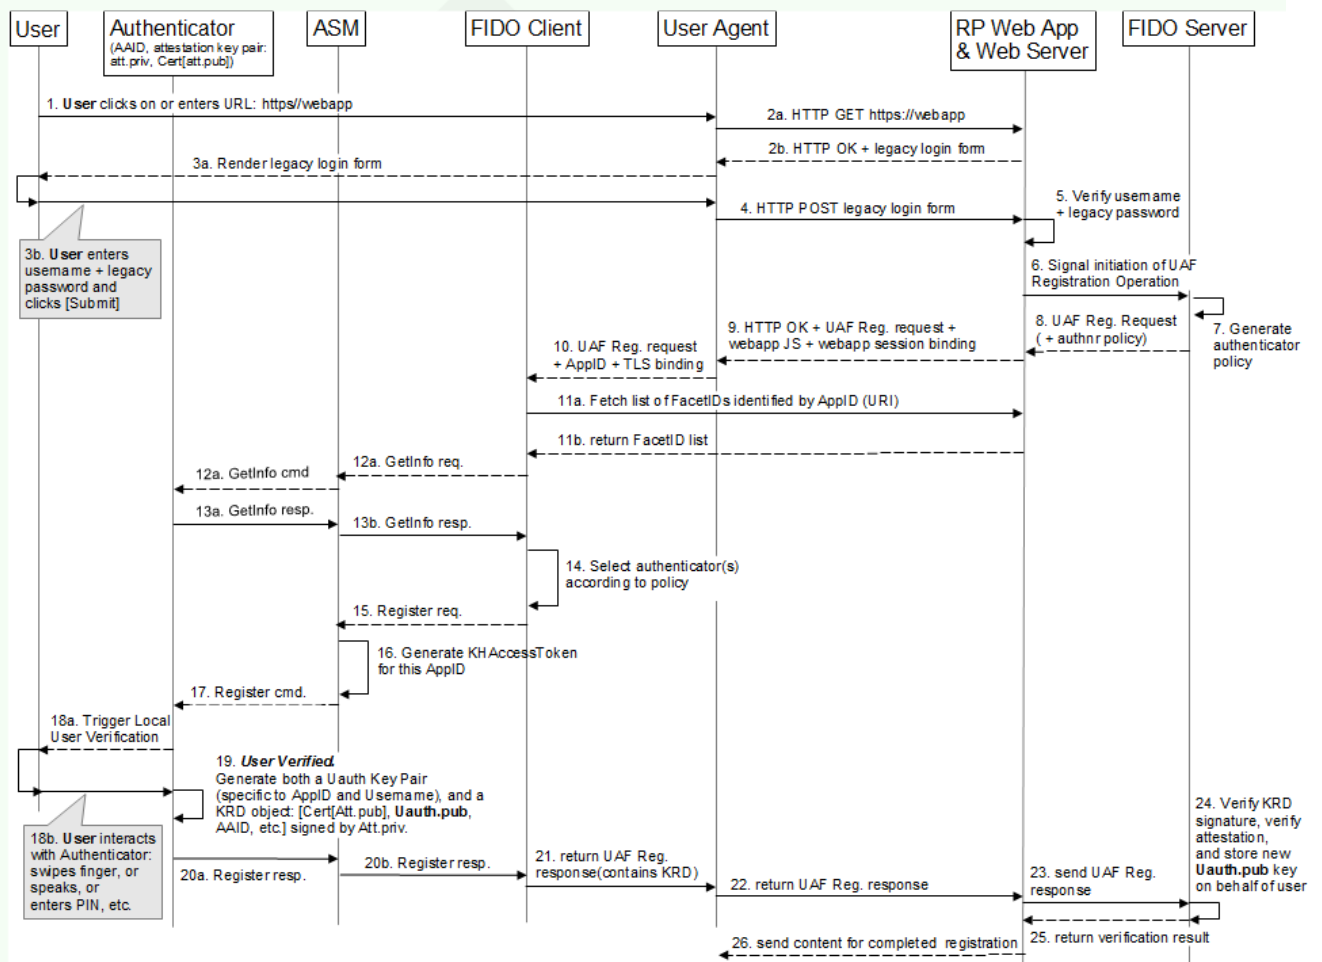 User
Authenticator
(AAID, attestation key pair:
att.priv, Cert[att.pub])
ASM
FIDO Client
User Agent
RP Web App
& Web Server
FIDO Server
1. User clicks on or enters URL: https//webapp
2a. HTTP GET https://webapp
2b. HTTP OK + legacy login form
3a. Render legacy login form
3b. User enters
username + legacy
password and
clicks [Submit]
4. HTTP POST legacy login form
5. Verify username
+ legacy password
6. Signal initiation of UAF
Registration Operation
7. Generate
authenticator
policy
8. UAF Reg. Request
( + authnr policy)
9. HTTP OK + UAF Reg. request +
webapp JS + webapp session binding
10. UAF Reg. request
+ AppID + TLS binding
11a. Fetch list of FacetIDs identified by AppID (URI)
11b. return FacetID list
12a. GetInfo req.
12a. GetInfo cmd
13a. GetInfo resp.
13b. GetInfo resp.
14. Select authenticator(s)
according to policy
15. Register req.
16. Generate KHAccessToken
for this AppID
17. Register cmd.
18a. Trigger Local
User Verification
18b. User interacts
with Authenticator:
swipes finger, or
speaks, or
enters PIN, etc.
19. User Verified.
Generate both a Uauth Key Pair
(specific to AppID and Username), and a
KRD object: [Cert[Att.pub], Uauth.pub,
AAID, etc.] signed by Att.priv.
20a. Register resp.
20b. Register resp.
21. return UAF Reg.
response(contains KRD)
22. return UAF Reg. response
23. send UAF Reg.
response
24. Verify KRD
signature, verify
attestation,
and store new
Uauth.pub key
on behalf of user
25. return verification result
26. send content for completed registration